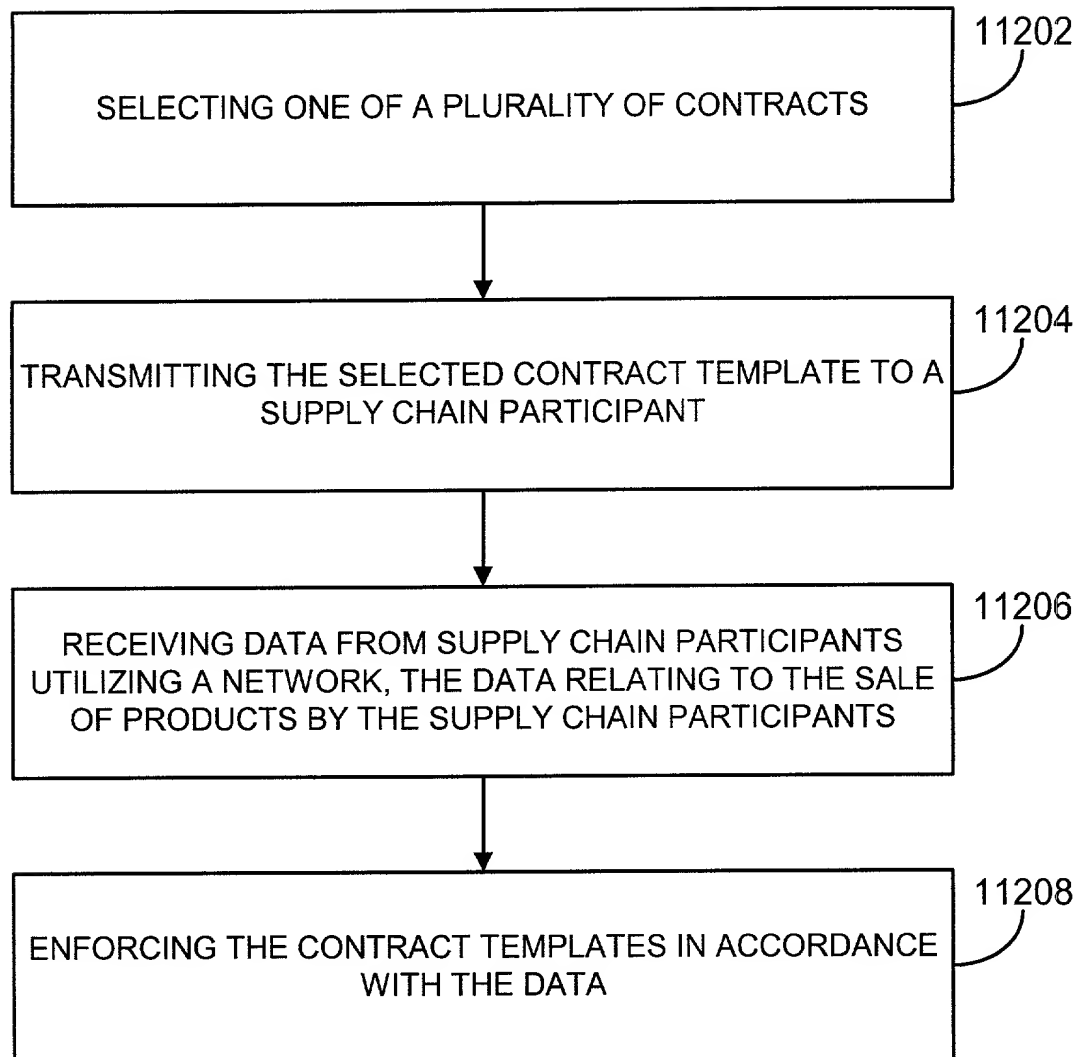 11202
SELECTING ONE OF A PLURALITY OF CONTRACTS
11204
TRANSMITTING THE SELECTED CONTRACT TEMPLATE TO A
SUPPLY CHAIN PARTICIPANT
11206
RECEIVING DATA FROM SUPPLY CHAIN PARTICIPANTS
UTILIZING A NETWORK, THE DATA RELATING TO THE SALE
OF PRODUCTS BY THE SUPPLY CHAIN PARTICIPANTS
11208
ENFORCING THE CONTRACT TEMPLATES IN ACCORDANCE
WITH THE DATA